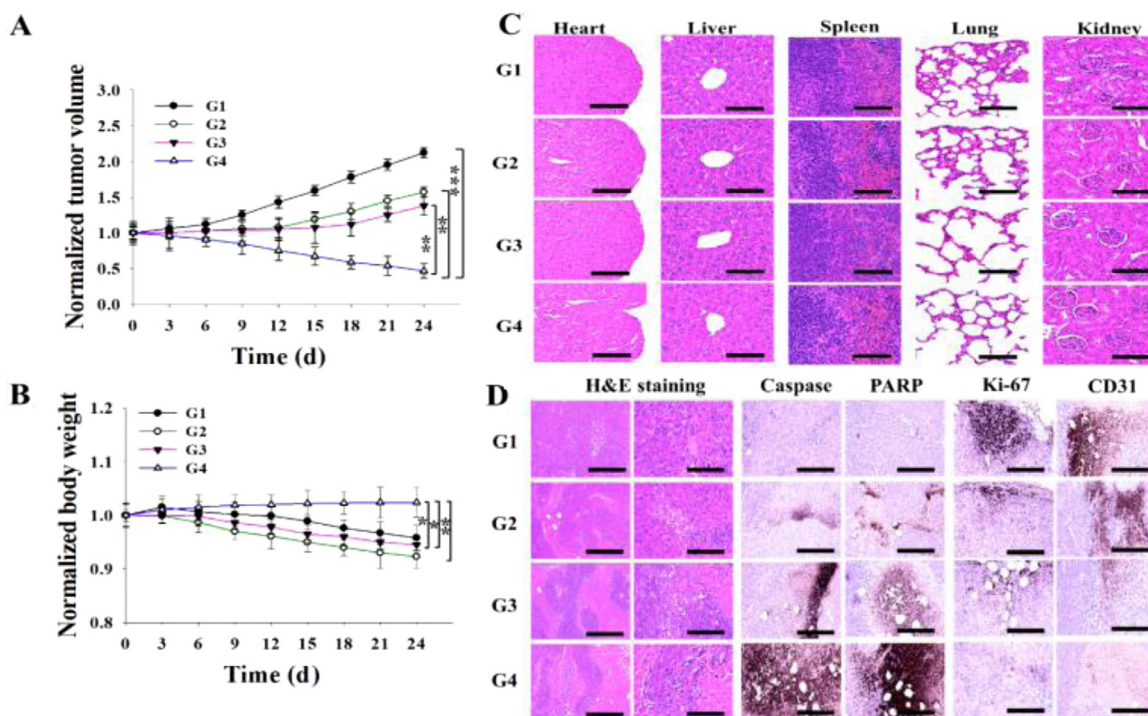 A
Normalized tumor volume
3.0
2.5
2.0
1.5
1.0
0.5
0.0
G1
G2
G3
G4
***
**
**
0 3 6 9 12 15 18 21 24
Time (d)
B
Normalized body weight
1.2
1.1
1.0
0.9
0.8
G1
G2
G3
G4
*
*
**
0 3 6 9 12 15 18 21 24
Time (d)
C
Heart Liver Spleen Lung Kidney
G1
G2
G3
G4
D
H&E staining Caspase PARP Ki-67 CD31
G1
G2
G3
G4